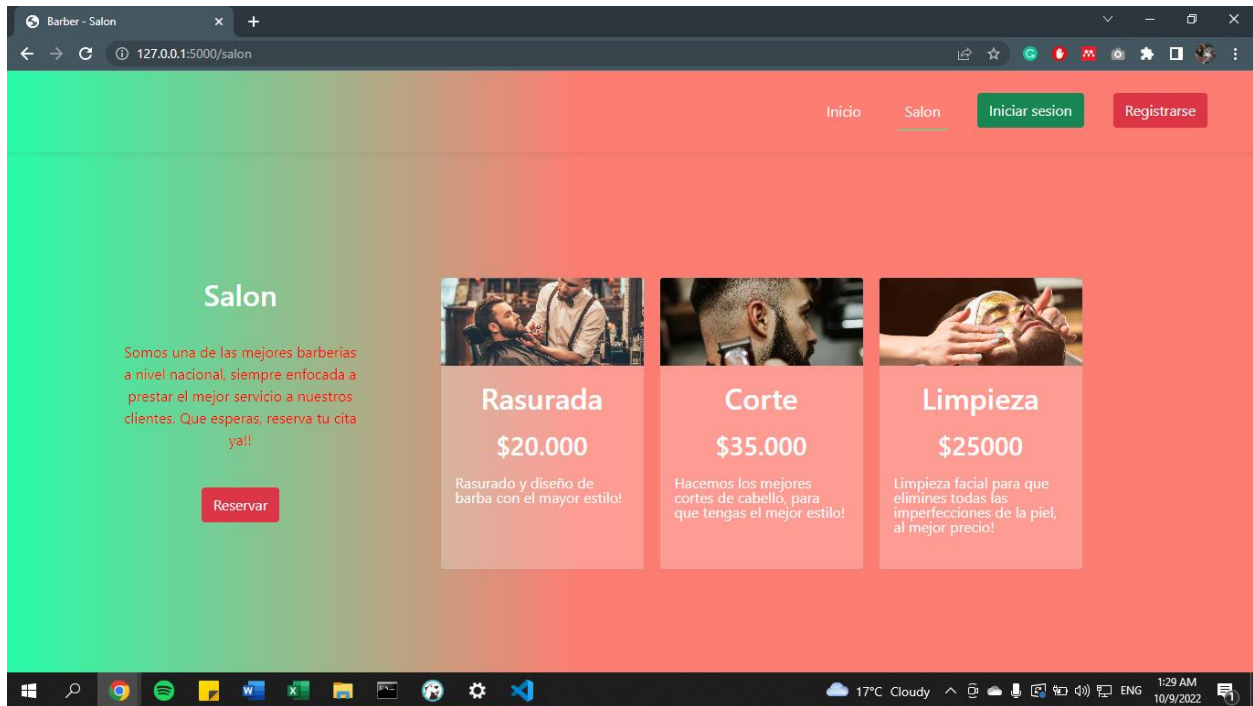 Barber - Salon
127.0.0.1:5000/salon
Inicio
Salon
Iniciar sesion
Registrarse
Salon
Somos una de las mejores barberias
a nivel nacional, siempre enfocada a
prestar el mejor servicio a nuestros
clientes. Que esperas, reserva tu cita
ya!!
Reservar
Rasurada
$20.000
Rasurado y diseño de
barba con el mayor estilo!
Corte
$35.000
Hacemos los mejores
cortes de cabello, para
que tengas el mejor estilo!
Limpieza
$25000
Limpieza facial para que
elimines todas las
imperfecciones de la piel,
al mejor precio!
17°C Cloudy
ENG
1:29 AM
10/9/2022